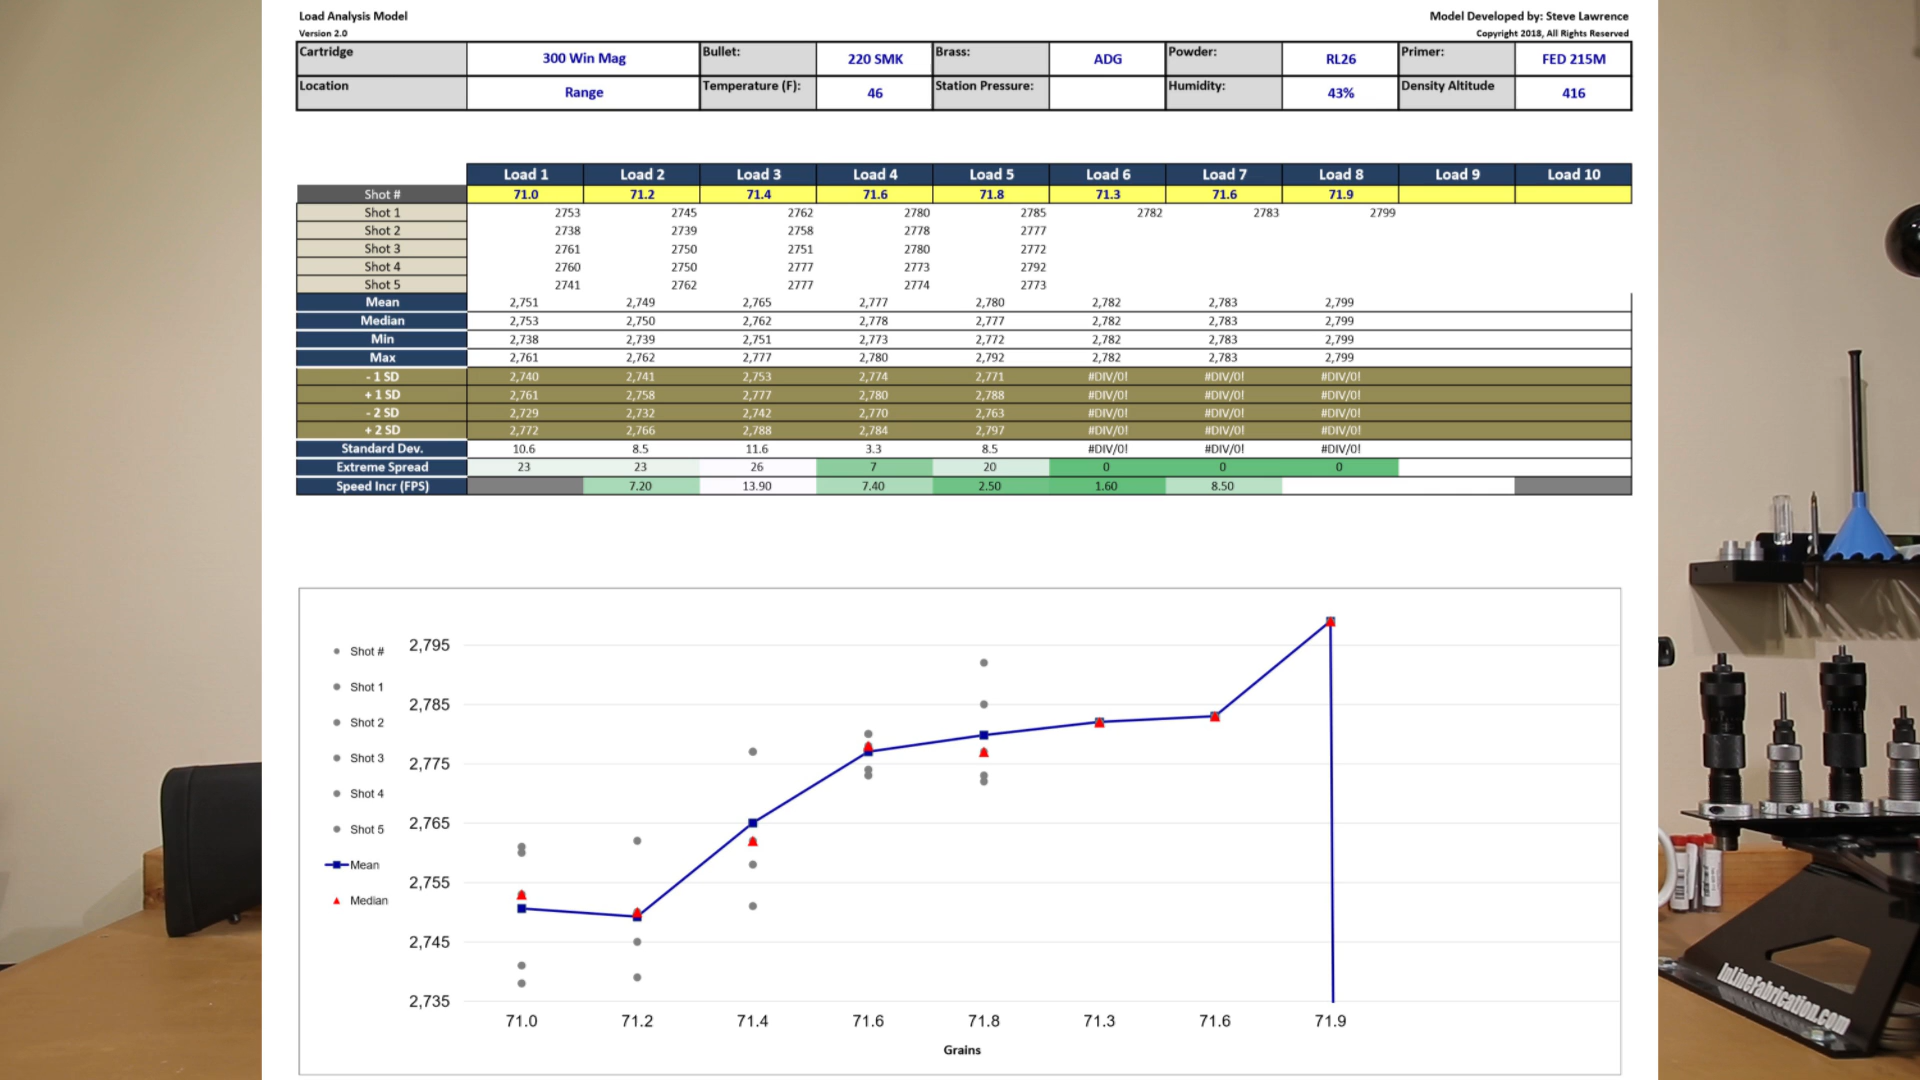 Load Analysis Model
Model Developed by: Steve Lawrence
Version 2.0
Copyright 2018, All Rights Reserved
Cartridge 300 Win Mag Bullet: 220 SMK Brass: ADG Powder: RL26 Primer: FED 215M
Location Range Temperature (F): 46 Station Pressure: Humidity: 43% Density Altitude 416
Load 1 Load 2 Load 3 Load 4 Load 5 Load 6 Load 7 Load 8 Load 9 Load 10
Shot # 71.0 71.2 71.4 71.6 71.8 71.3 71.6 71.9
Shot 1 2753 2745 2762 2780 2785 2782 2783 2799
Shot 2 2738 2739 2758 2778 2777
Shot 3 2761 2750 2751 2780 2772
Shot 4 2760 2750 2777 2773 2792
Shot 5 2741 2762 2777 2774 2773
Mean 2,751 2,749 2,765 2,777 2,780 2,782 2,783 2,799
Median 2,753 2,750 2,762 2,778 2,777 2,782 2,783 2,799
Min 2,738 2,739 2,751 2,773 2,772 2,782 2,783 2,799
Max 2,761 2,762 2,777 2,780 2,792 2,782 2,783 2,799
- 1 SD 2,740 2,741 2,753 2,774 2,771 #DIV/0! #DIV/0! #DIV/0!
+ 1 SD 2,761 2,758 2,777 2,780 2,788 #DIV/0! #DIV/0! #DIV/0!
- 2 SD 2,729 2,732 2,742 2,770 2,763 #DIV/0! #DIV/0! #DIV/0!
+ 2 SD 2,772 2,766 2,788 2,784 2,797 #DIV/0! #DIV/0! #DIV/0!
Standard Dev. 10.6 8.5 11.6 3.3 8.5 #DIV/0! #DIV/0! #DIV/0!
Extreme Spread 23 23 26 7 20 0 0 0
Speed Incr (FPS) 7.20 13.90 7.40 2.50 1.60 8.50
Shot #
Shot 1
Shot 2
Shot 3
Shot 4
Shot 5
Mean
Median
2,795
2,785
2,775
2,765
2,755
2,745
2,735
71.0 71.2 71.4 71.6 71.8 71.3 71.6 71.9
Grains
InLineFabrication.com